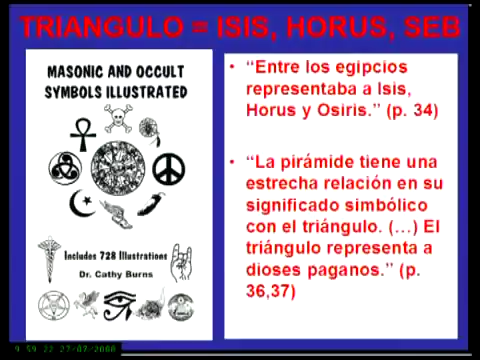 TRIANGULO = ISIS, HORUS, SEB
MASONIC AND OCCULT
SYMBOLS ILLUSTRATED
Includes 728 Illustrations
Dr. Cathy Burns
• “Entre los egipcios
representaba a Isis,
Horus y Osiris.” (p. 34)
• “La pirámide tiene una
estrecha relación en su
significado simbólico
con el triángulo. (…) El
triángulo representa a
dioses paganos.” (p.
36,37)